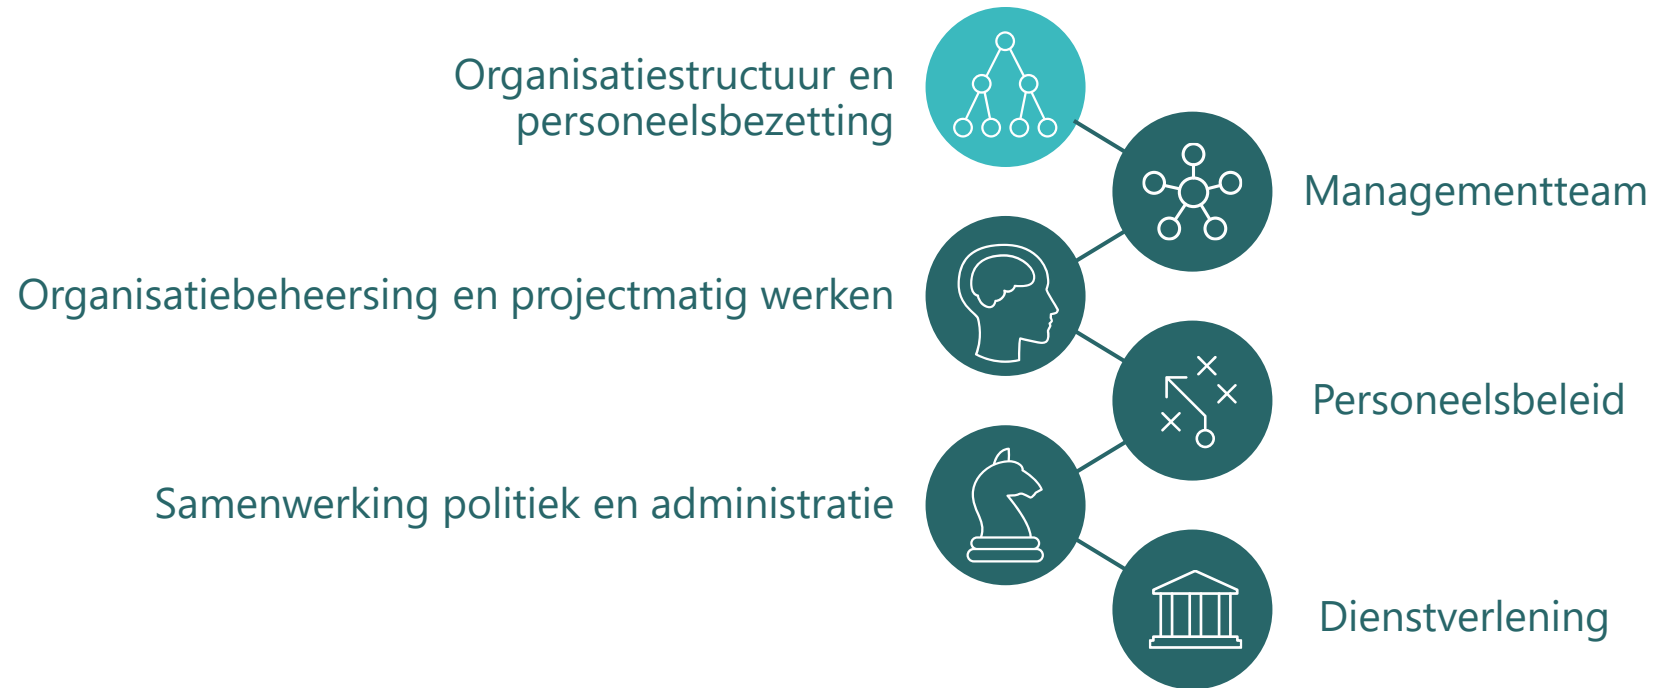 Organisatiestructuur en
personeelsbezetting
Managementteam
Organisatiebeheersing en projectmatig werken
Personeelsbeleid
Samenwerking politiek en administratie
Dienstverlening